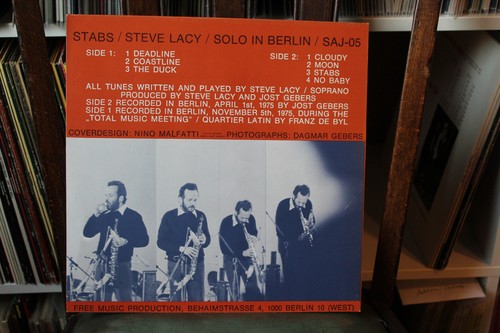 STABS / STEVE LACY / SOLO IN BERLIN / SAJ-05
SIDE 1: 1 DEADLINE
2 COASTLINE
3 THE DUCK
SIDE 2: 1 CLOUDY
2 MOON
3 STABS
4 NO BABY
ALL TUNES WRITTEN AND PLAYED BY STEVE LACY / SOPRANO
PRODUCED BY STEVE LACY AND JOST GEBERS
SIDE 2 RECORDED IN BERLIN, APRIL 1st, 1975 BY JOST GEBERS
SIDE 1 RECORDED IN BERLIN, NOVEMBER 5th, 1975, DURING THE
„TOTAL MUSIC MEETING" / QUARTIER LATIN BY FRANZ DE BYL
COVERDESIGN: NINO MALFATTI PHOTOGRAPHS: DAGMAR GEBERS
FREE MUSIC PRODUCTION, BEHAIMSTRASSE 4, 1000 BERLIN 10 (WEST)